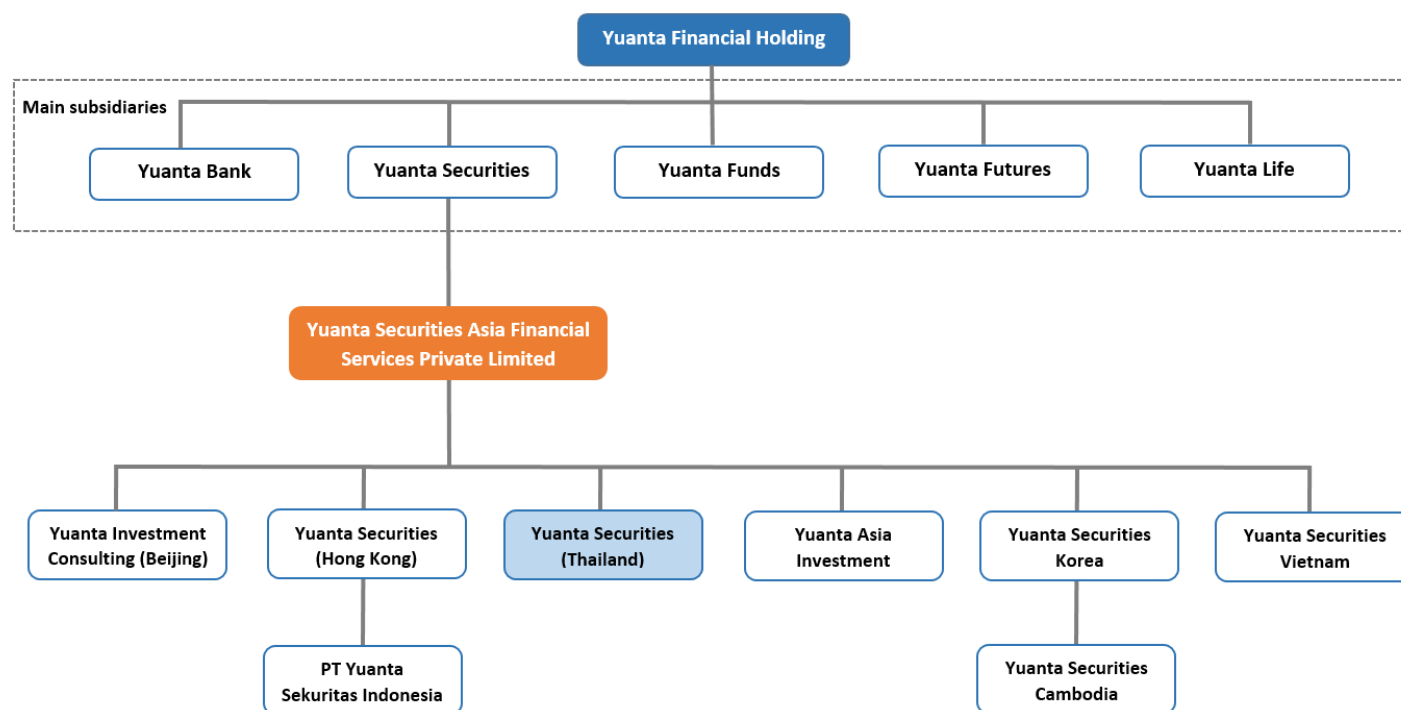 Yuanta Financial Holding
Main subsidiaries
Yuanta Bank
Yuanta Securities
Yuanta Funds
Yuanta Futures
Yuanta Life
Yuanta Securities Asia Financial
Services Private Limited
Yuanta Investment
Consulting (Beijing)
Yuanta Securities
(Hong Kong)
Yuanta Securities
(Thailand)
Yuanta Asia
Investment
Yuanta Securities
Korea
Yuanta Securities
Vietnam
PT Yuanta
Sekuritas Indonesia
Yuanta Securities
Cambodia